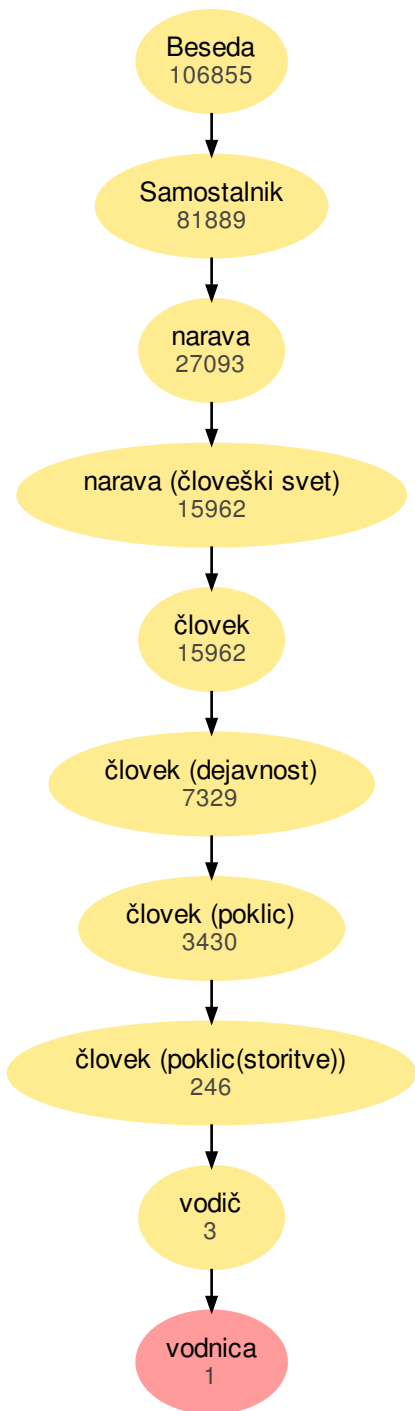 Beseda
106855
Samostalnik
81889
narava
27093
narava (človeški svet)
15962
človek
15962
človek (dejavnost)
7329
človek (poklic)
3430
človek (poklic(storitve))
246
vodič
3
vodnica
1